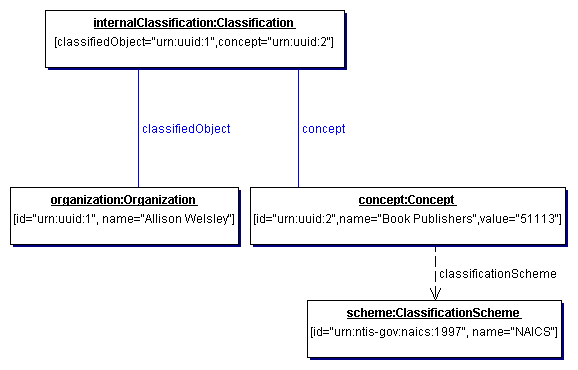 internalClassification:Classification
[classifiedObject="urn:uuid:1",concept="urn:uuid:2"]
classifiedObject
concept
organization:Organization
[id="urn:uuid:1", name="Allison Welsley"]
concept:Concept
[id="urn:uuid:2",name="Book Publishers",value="51113"]
classificationScheme
scheme:ClassificationScheme
[id="urn:ntis-gov:naics:1997", name="NAICS"]